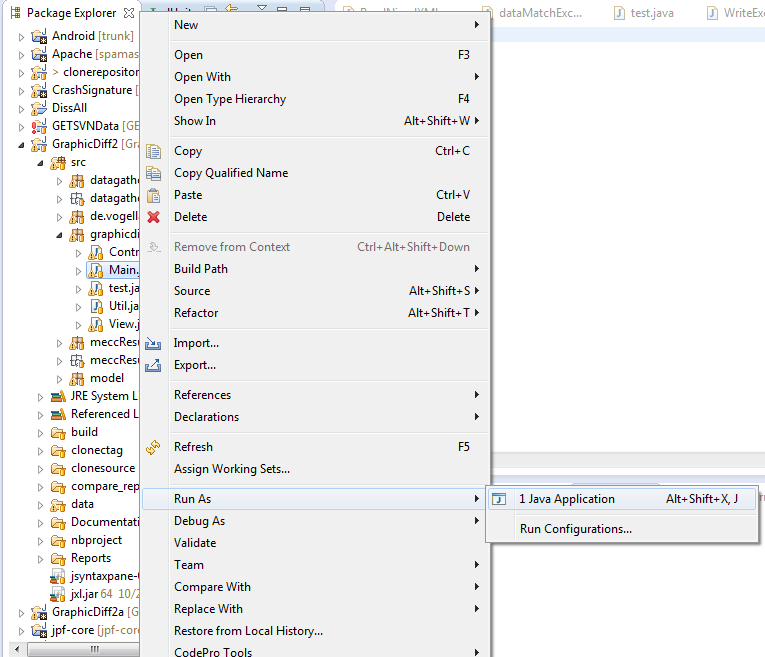 Package Explorer
dataMatchExc...
test.java
WriteExc
Android [trunk]
Apache [spamas
> clonerepositor
CrashSignature [
DissAll
GETSVNData [GE
GraphicDiff2 [Gra
src
datagathe
datagathe
de.vogella
graphicdif
Contr
Main.
test.ja
Util.ja
View.j
meccResu
meccResu
model
JRE System L
Referenced L
build
clonectag
clonesource
compare_rep
data
Documentati
nbproject
Reports
jsyntaxpane-0
jxl.jar 64 10/2
GraphicDiff2a [G
jpf-core [jpf-core
New
Open F3
Open With
Open Type Hierarchy F4
Show In Alt+Shift+W
Copy Ctrl+C
Copy Qualified Name
Paste Ctrl+V
Delete Delete
Remove from Context Ctrl+Alt+Shift+Down
Build Path
Source Alt+Shift+S
Refactor Alt+Shift+T
Import...
Export...
References
Declarations
Refresh F5
Assign Working Sets...
Run As
Debug As
Validate
Team
Compare With
Replace With
Restore from Local History...
CodePro Tools
1 Java Application Alt+Shift+X, J
Run Configurations...